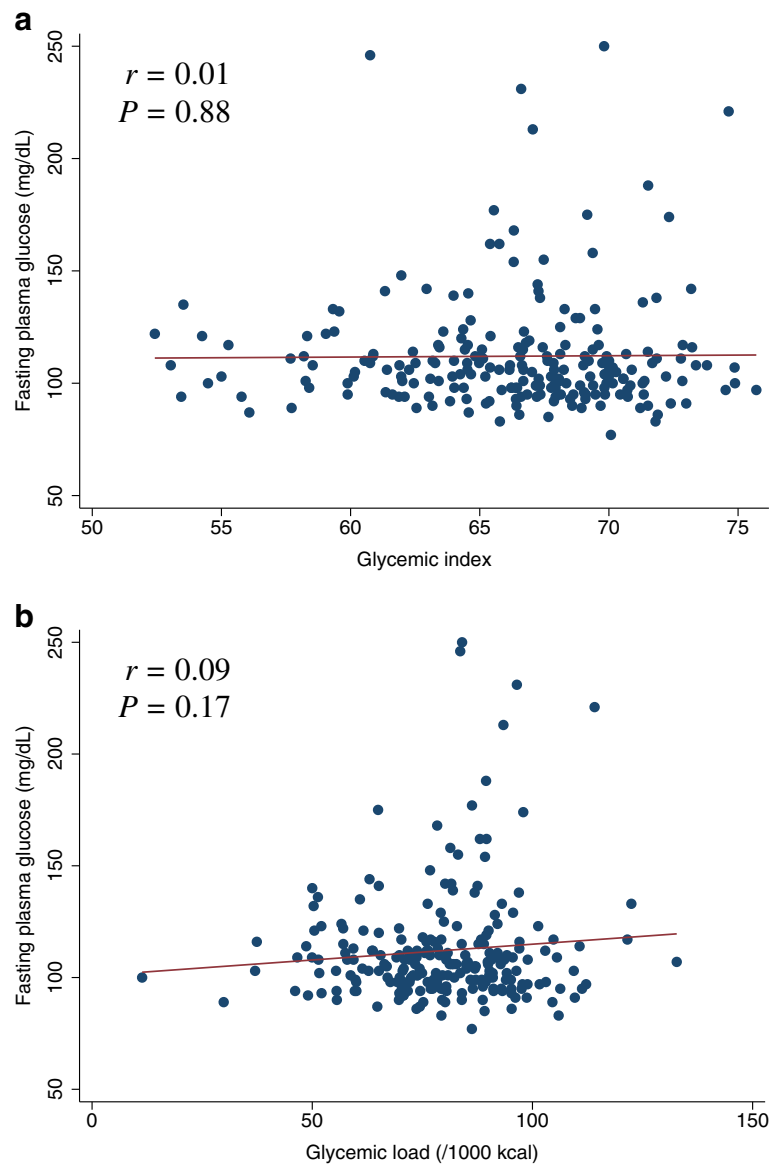 a
r = 0.01
P = 0.88
Fasting plasma glucose (mg/dL)
250
200
150
100
50
50 55 60 65 70 75
Glycemic index
b
r = 0.09
P = 0.17
Fasting plasma glucose (mg/dL)
250
200
150
100
50
0 50 100 150
Glycemic load (/1000 kcal)